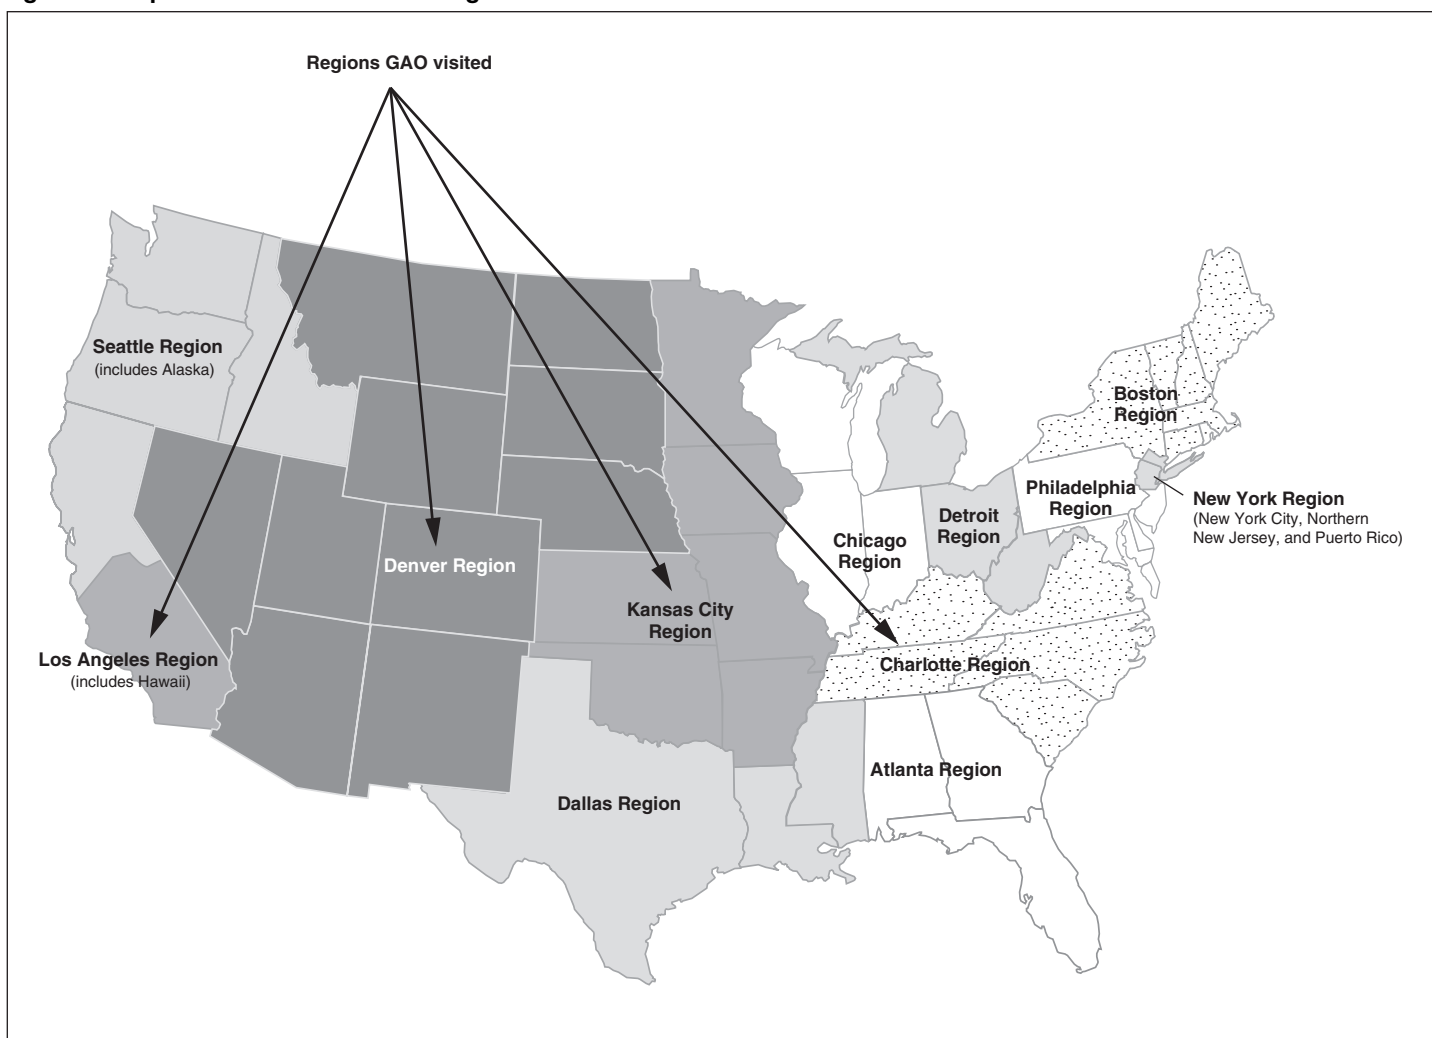 Regions GAO visited
Seattle Region
(includes Alaska)
Boston
Region
Philadelphia
Region
New York Region
(New York City, Northern
New Jersey, and Puerto Rico)
Detroit
Region
Chicago
Region
Denver Region
Kansas City
Region
Los Angeles Region
(includes Hawaii)
Charlotte Region
Atlanta Region
Dallas Region